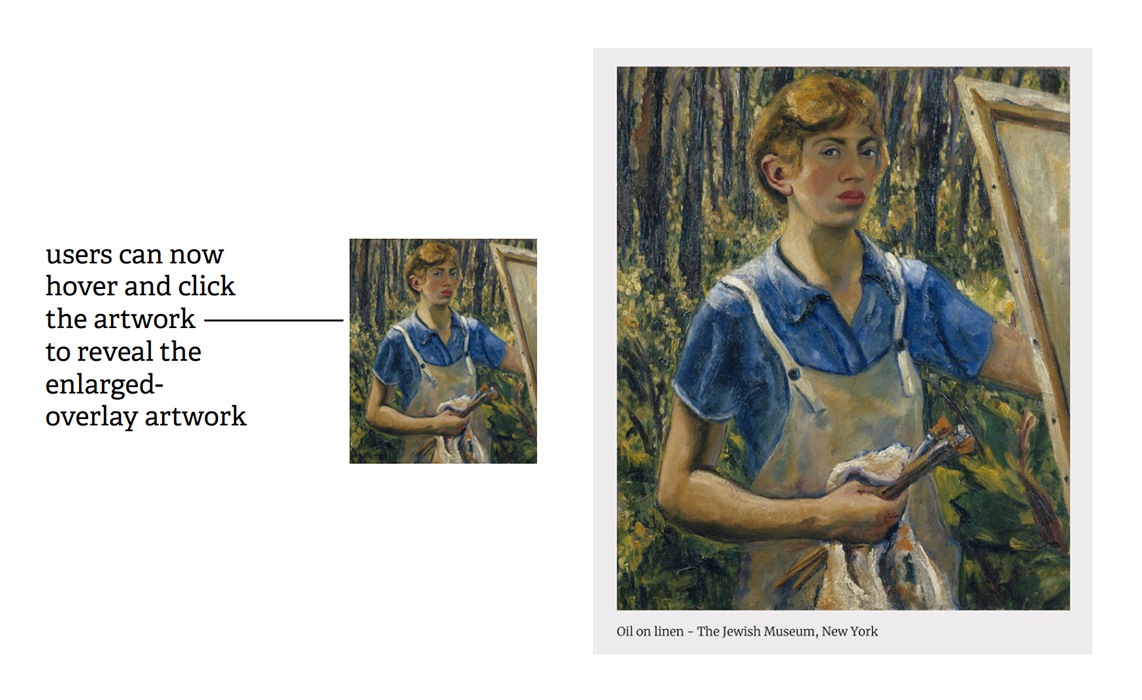 users can now
hover and click
the artwork
to reveal the
enlarged-
overlay artwork
Oil on linen - The Jewish Museum, New York